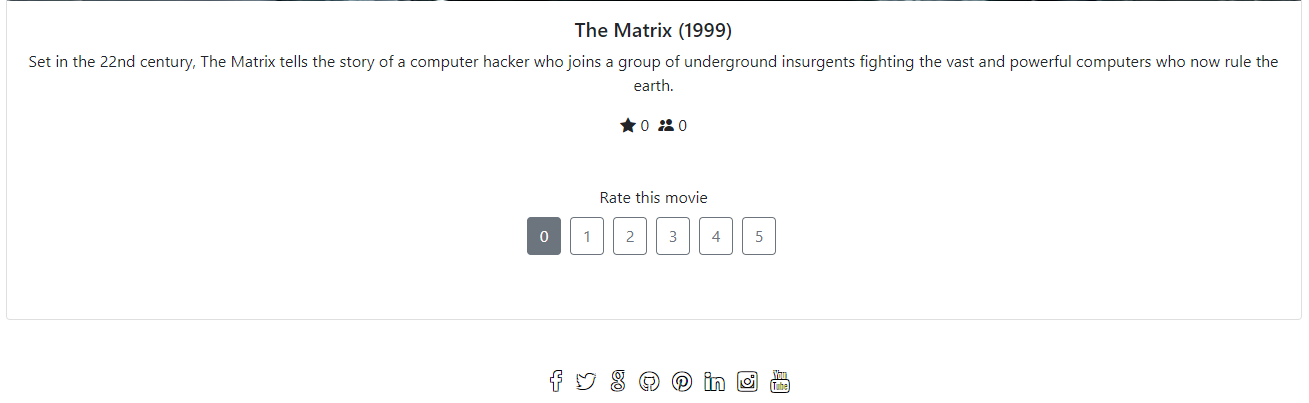 The Matrix (1999)
Set in the 22nd century, The Matrix tells the story of a computer hacker who joins a group of underground insurgents fighting the vast and powerful computers who now rule the
earth.
0 0
Rate this movie
0 1 2 3 4 5
You
Tube